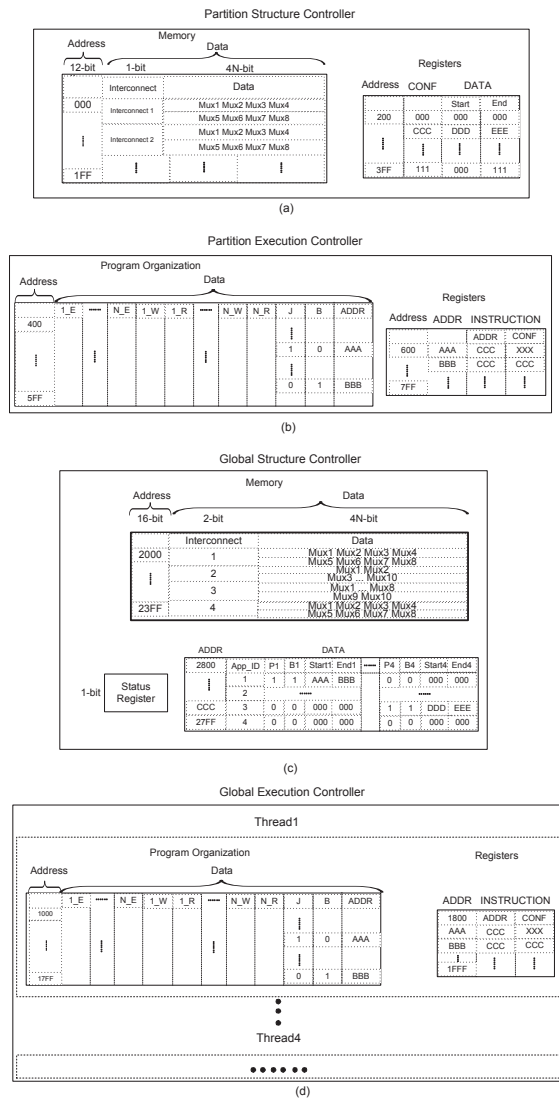 Partition Structure Controller
Memory
Address Data
12-bit 1-bit 4N-bit
Interconnect Data
000 Interconnect 1 Mux1 Mux2 Mux3 Mux4
Mux5 Mux6 Mux7 Mux8
Interconnect 2 Mux1 Mux2 Mux3 Mux4
Mux5 Mux6 Mux7 Mux8
1FF
Registers
Address CONF DATA
Start End
200 000 000 000
CCC DDD EEE
3FF 111 000 111
(a)
Partition Execution Controller
Program Organization
Address Data
1_E N_E 1_W 1_R N_W N_R J B ADDR
400
1 0 AAA
0 1 BBB
5FF
Registers
Address ADDR INSTRUCTION
ADDR CONF
600 AAA CCC XXX
BBB CCC CCC
7FF
(b)
Global Structure Controller
Memory
Address Data
16-bit 2-bit 4N-bit
Interconnect Data
2000 1 Mux1 Mux2 Mux3 Mux4
Mux5 Mux6 Mux7 Mux8
2 Mux1 Mux2
Mux3 ... Mux10
3 Mux1 ... Mux8
Mux9 Mux10
23FF 4 Mux1 Mux2 Mux3 Mux4
Mux5 Mux6 Mux7 Mux8
ADDR DATA
1-bit Status Register
2800 App_ID P1 B1 Start1 End1 P4 B4 Start4 End4
1 1 1 AAA BBB 0 0 000 000
2
CCC 3 0 0 000 000 1 1 DDD EEE
27FF 4 0 0 000 000 0 0 000 000
(c)
Global Execution Controller
Thread1
Program Organization
Address Data
1_E N_E 1_W 1_R N_W N_R J B ADDR
1000
1 0 AAA
0 1 BBB
17FF
Registers
ADDR INSTRUCTION
1800 ADDR CONF
AAA CCC XXX
BBB CCC CCC
1FFF
Thread4
(d)